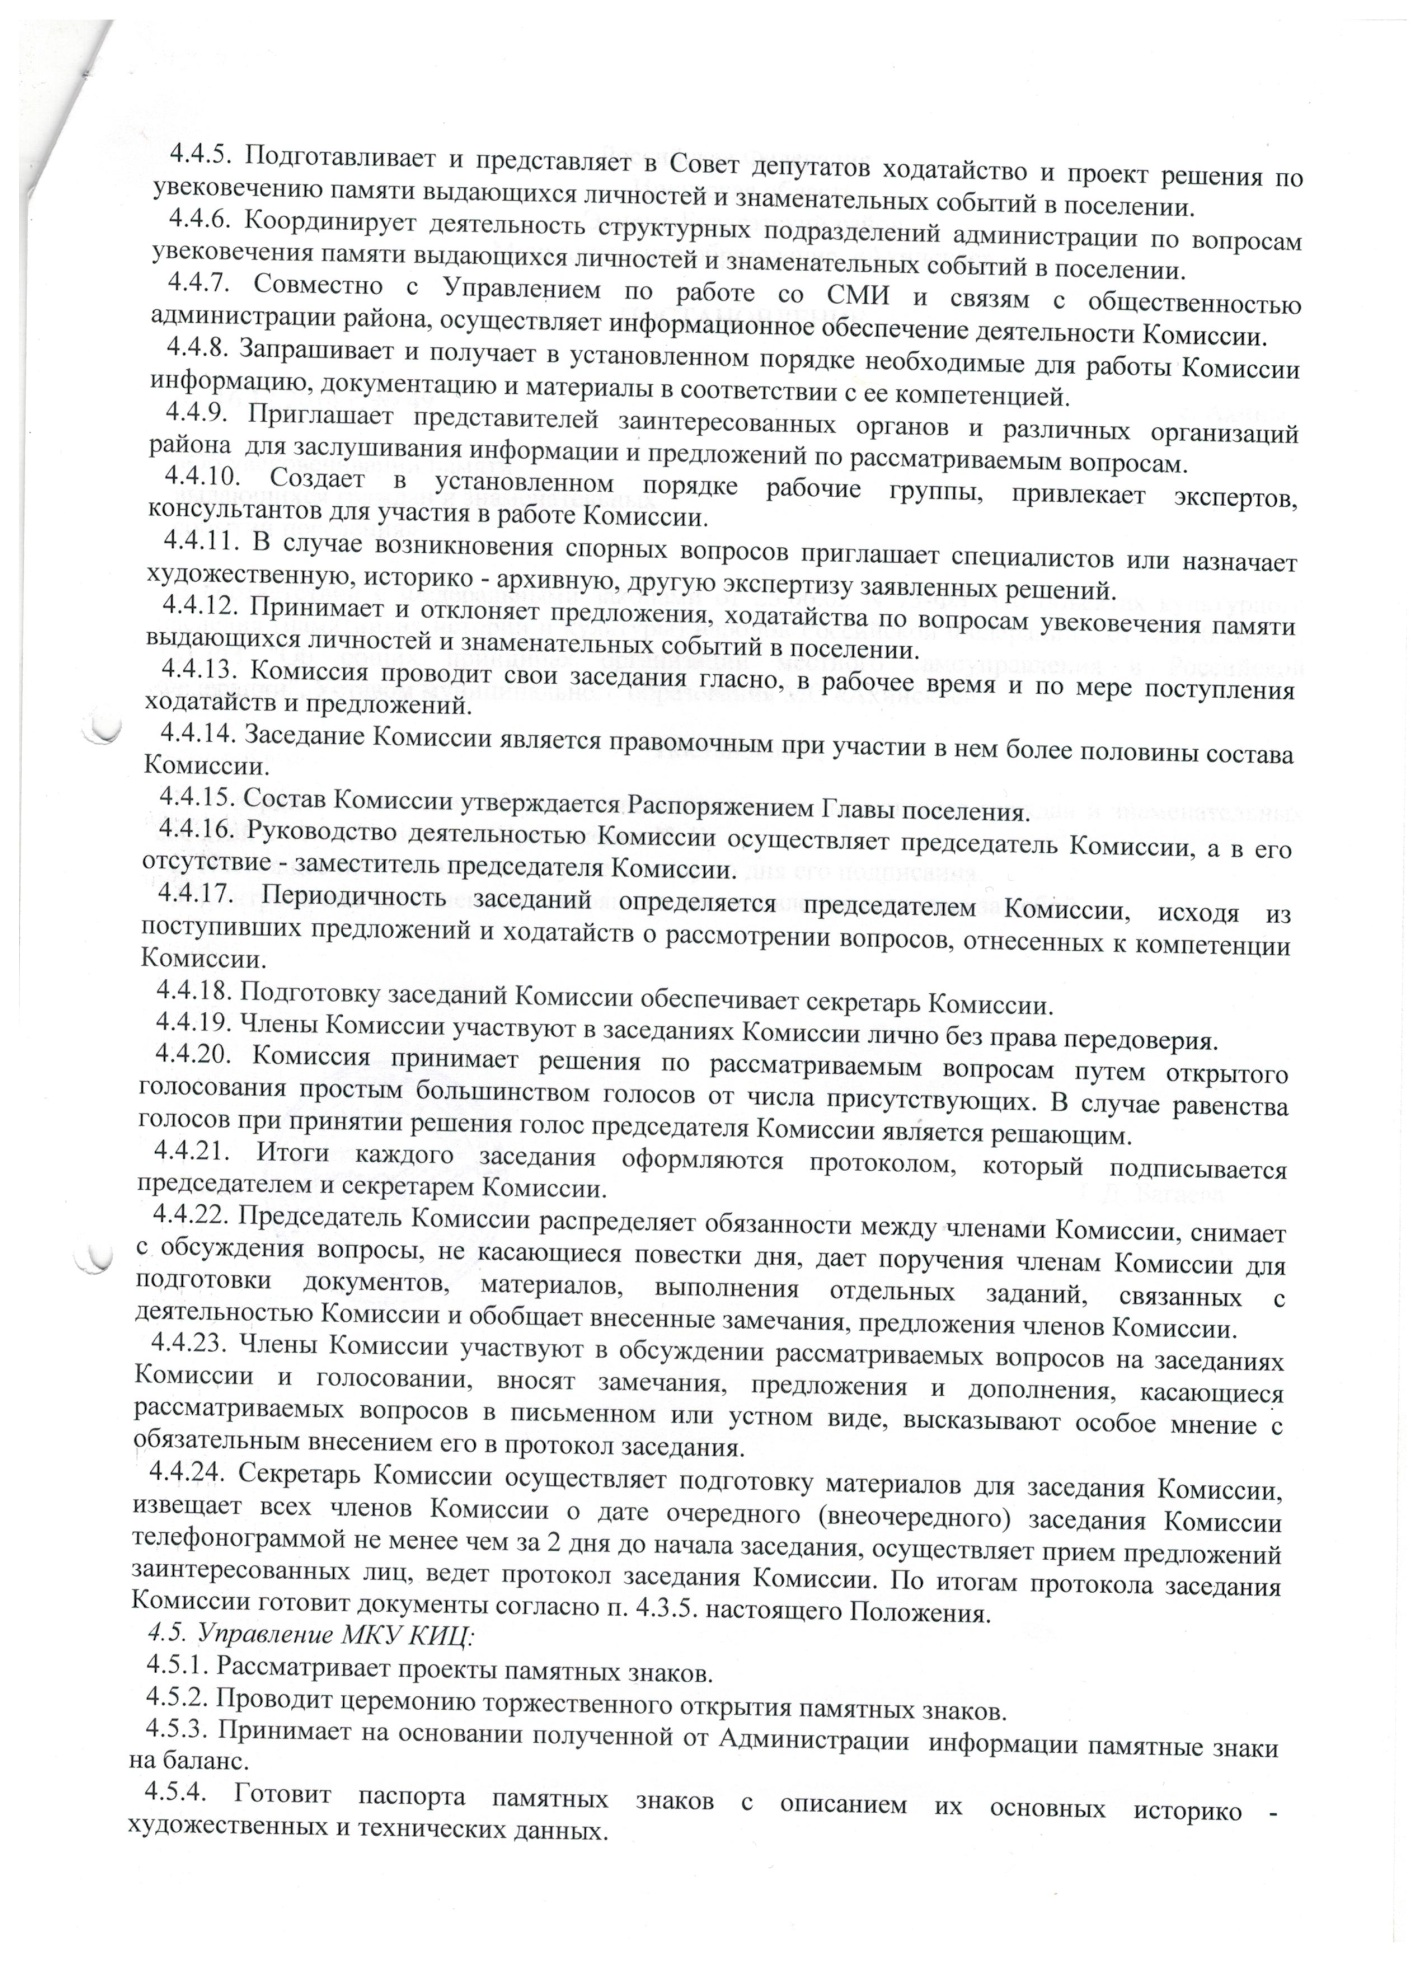 4.4.5. Подготавливает и представляет в Совет депутатов ходатайство и проект решения по
увековечению памяти выдающихся личностей и знаменательных событий в поселении.
4.4.6. Координирует деятельность структурных подразделений администрации по вопросам
увековечения памяти выдающихся личностей и знаменательных событий в поселении.
4.4.7. Совместно с Управлением по работе со СМИ и связям с общественностью
администрации района, осуществляет информационное обеспечение деятельности Комиссии.
4.4.8. Запрашивает и получает в установленном порядке необходимые для работы Комиссии
информацию, документацию и материалы в соответствии с ее компетенцией.
4.4.9. Приглашает представителей заинтересованных органов и различных организаций
района для заслушивания информации и предложений по рассматриваемым вопросам.
4.4.10. Создает в установленном порядке рабочие группы, привлекает экспертов,
консультантов для участия в работе Комиссии.
4.4.11. В случае возникновения спорных вопросов приглашает специалистов или назначает
художественную, историко - архивную, другую экспертизу заявленных решений.
4.4.12. Принимает и отклоняет предложения, ходатайства по вопросам увековечения памяти
выдающихся личностей и знаменательных событий в поселении.
4.4.13. Комиссия проводит свои заседания гласно, в рабочее время и по мере поступления
ходатайств и предложений.
4.4.14. Заседание Комиссии является правомочным при участии в нем более половины состава
Комиссии.
4.4.15. Состав Комиссии утверждается Распоряжением Главы поселения.
4.4.16. Руководство деятельностью Комиссии осуществляет председатель Комиссии, а в его
отсутствие - заместитель председателя Комиссии.
4.4.17. Периодичность заседаний определяется председателем Комиссии, исходя из
поступивших предложений и ходатайств о рассмотрении вопросов, отнесенных к компетенции
Комиссии.
4.4.18. Подготовку заседаний Комиссии обеспечивает секретарь Комиссии.
4.4.19. Члены Комиссии участвуют в заседаниях Комиссии лично без права передоверия.
4.4.20. Комиссия принимает решения по рассматриваемым вопросам путем открытого
голосования простым большинством голосов от числа присутствующих. В случае равенства
голосов при принятии решения голос председателя Комиссии является решающим.
4.4.21. Итоги каждого заседания оформляются протоколом, который подписывается
председателем и секретарем Комиссии.
4.4.22. Председатель Комиссии распределяет обязанности между членами Комиссии, снимает
с обсуждения вопросы, не касающиеся повестки дня, дает поручения членам Комиссии для
подготовки документов, материалов, выполнения отдельных заданий, связанных с
деятельностью Комиссии и обобщает внесенные замечания, предложения членов Комиссии.
4.4.23. Члены Комиссии участвуют в обсуждении рассматриваемых вопросов на заседаниях
Комиссии и голосовании, вносят замечания, предложения и дополнения, касающиеся
рассматриваемых вопросов в письменном или устном виде, высказывают особое мнение с
обязательным внесением его в протокол заседания.
4.4.24. Секретарь Комиссии осуществляет подготовку материалов для заседания Комиссии,
извещает всех членов Комиссии о дате очередного (внеочередного) заседания Комиссии
телефонограммой не менее чем за 2 дня до начала заседания, осуществляет прием предложений
заинтересованных лиц, ведет протокол заседания Комиссии. По итогам протокола заседания
Комиссии готовит документы согласно п. 4.3.5. настоящего Положения.
4.5. Управление МКУ КИЦ:
4.5.1. Рассматривает проекты памятных знаков.
4.5.2. Проводит церемонию торжественного открытия памятных знаков.
4.5.3. Принимает на основании полученной от Администрации информации памятные знаки
на баланс.
4.5.4. Готовит паспорта памятных знаков с описанием их основных историко -
художественных и технических данных.